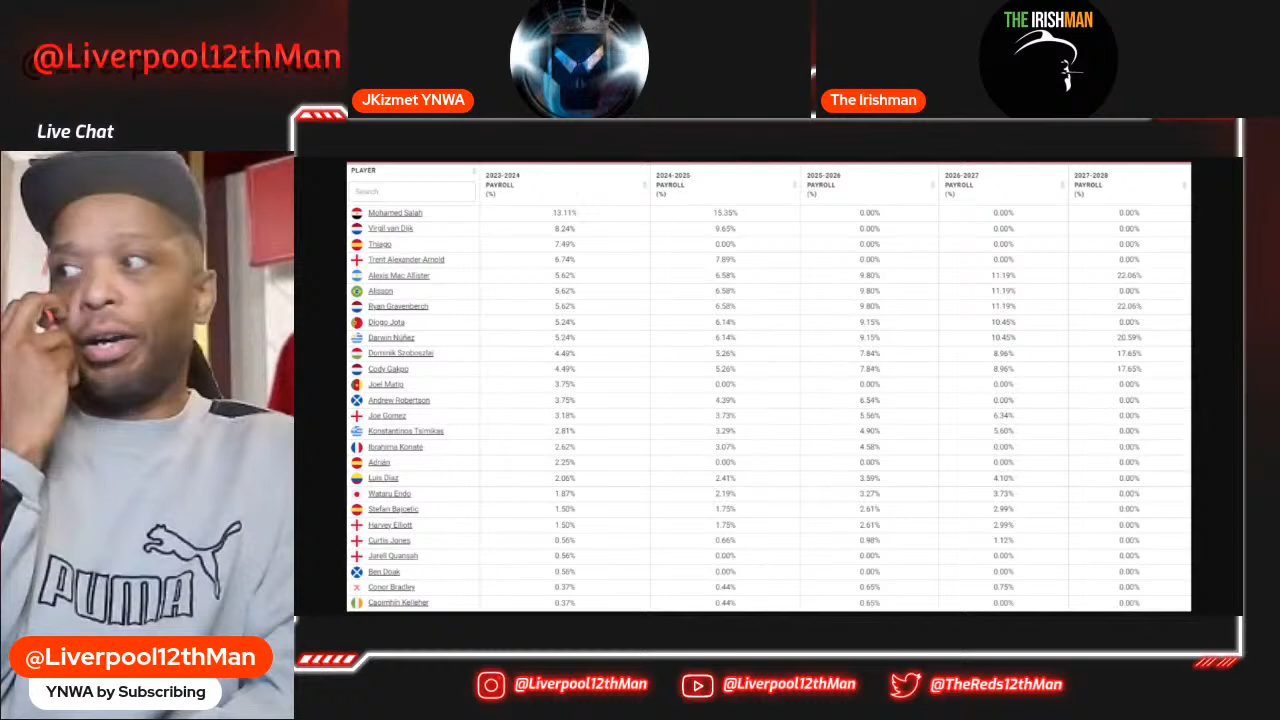 @Liverpool12thMan
Live Chat
JKizmet YNWA
THE IRISHMAN
The Irishman
PLAYER 2023-2024 PAYROLL (%) 2024-2025 PAYROLL (%) 2025-2026 PAYROLL (%) 2026-2027 PAYROLL (%) 2027-2028 PAYROLL (%)
Search
Mohamed Salah 13.11% 15.35% 0.00% 0.00% 0.00%
Virgil van Dijk 8.24% 9.65% 0.00% 0.00% 0.00%
Thiago 7.49% 0.00% 0.00% 0.00% 0.00%
Trent Alexander-Arnold 6.74% 7.89% 0.00% 0.00% 0.00%
Alexis Mac Allister 5.62% 6.58% 9.80% 11.19% 22.06%
Alisson 5.62% 6.58% 9.80% 11.19% 0.00%
Ryan Gravenberch 5.62% 6.58% 9.80% 11.19% 22.06%
Diogo Jota 5.24% 6.14% 9.15% 10.45% 0.00%
Darwin Núñez 5.24% 6.14% 9.15% 10.45% 20.59%
Dominik Szoboszlai 4.49% 5.26% 7.84% 8.96% 17.65%
Cody Gakpo 4.49% 5.26% 7.84% 8.96% 17.65%
Joel Matip 3.75% 0.00% 0.00% 0.00% 0.00%
Andrew Robertson 3.75% 4.39% 6.54% 0.00% 0.00%
Joe Gomez 3.18% 3.73% 5.56% 6.34% 0.00%
Konstantinos Tsimikas 2.81% 3.29% 4.90% 5.60% 0.00%
Ibrahima Konaté 2.62% 3.07% 4.58% 0.00% 0.00%
Adrián 2.25% 0.00% 0.00% 0.00% 0.00%
Luis Díaz 2.06% 2.41% 3.59% 4.10% 0.00%
Wataru Endo 1.87% 2.19% 3.27% 3.73% 0.00%
Stefan Bajcetic 1.50% 1.75% 2.61% 2.99% 0.00%
Harvey Elliott 1.50% 1.75% 2.61% 2.99% 0.00%
Curtis Jones 0.56% 0.66% 0.98% 1.12% 0.00%
Jarell Quansah 0.56% 0.00% 0.00% 0.00% 0.00%
Ben Doak 0.56% 0.00% 0.00% 0.00% 0.00%
Conor Bradley 0.37% 0.44% 0.65% 0.75% 0.00%
Caoimhin Kelleher 0.37% 0.44% 0.65% 0.00% 0.00%
PUMA
@Liverpool12thMan
YNWA by Subscribing
@Liverpool12thMan @Liverpool12thMan @TheReds12thMan